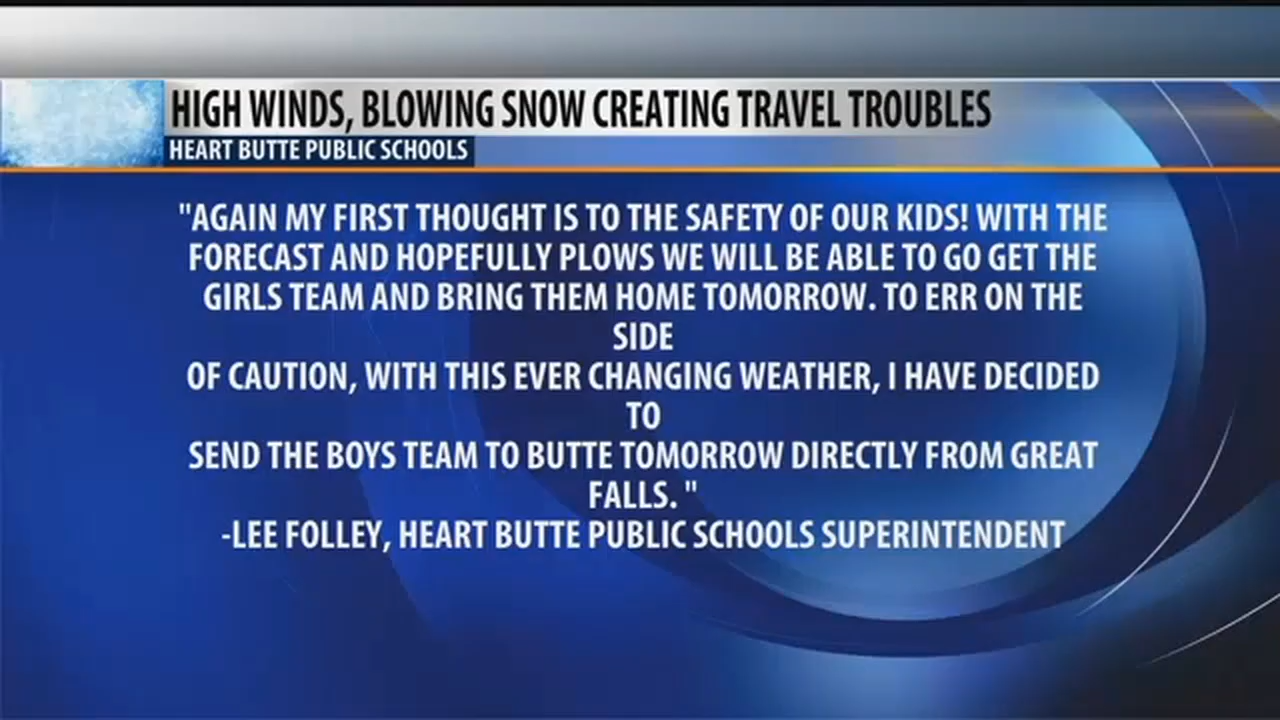 HIGH WINDS, BLOWING SNOW CREATING TRAVEL TROUBLES
HEART BUTTE PUBLIC SCHOOLS
"AGAIN MY FIRST THOUGHT IS TO THE SAFETY OF OUR KIDS! WITH THE
FORECAST AND HOPEFULLY PLOWS WE WILL BE ABLE TO GO GET THE
GIRLS TEAM AND BRING THEM HOME TOMORROW. TO ERR ON THE
SIDE
OF CAUTION, WITH THIS EVER CHANGING WEATHER, I HAVE DECIDED
TO
SEND THE BOYS TEAM TO BUTTE TOMORROW DIRECTLY FROM GREAT
FALLS. "
-LEE FOLLEY, HEART BUTTE PUBLIC SCHOOLS SUPERINTENDENT